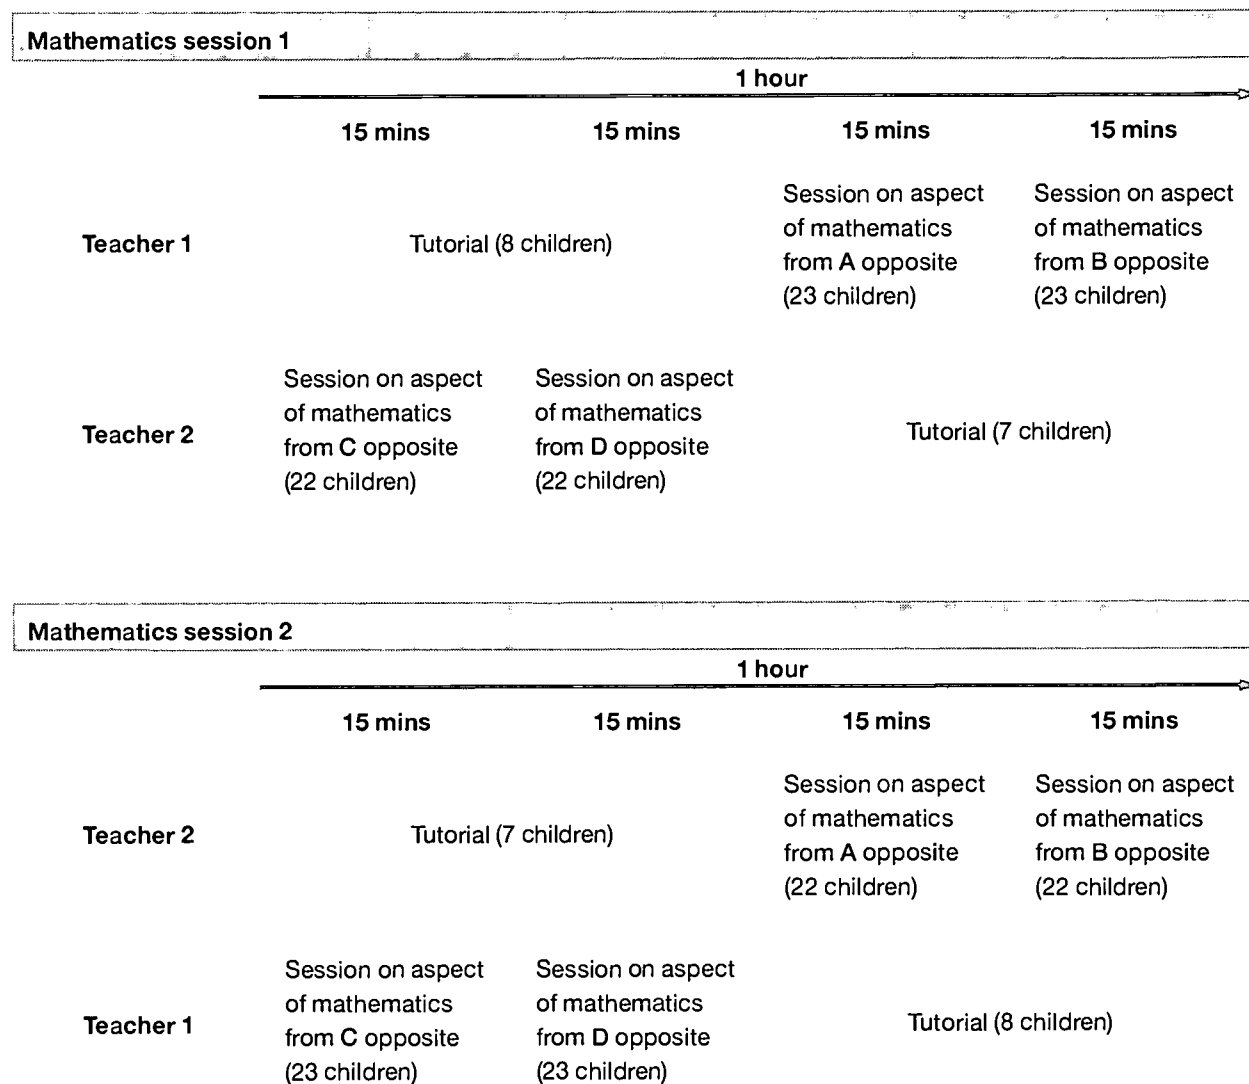 Mathematics session 1
1 hour
15 mins 15 mins 15 mins 15 mins
Teacher 1
Tutorial (8 children)
Session on aspect
of mathematics
from A opposite
(23 children)
Session on aspect
of mathematics
from B opposite
(23 children)
Teacher 2
Session on aspect
of mathematics
from C opposite
(22 children)
Session on aspect
of mathematics
from D opposite
(22 children)
Tutorial (7 children)
Mathematics session 2
1 hour
15 mins 15 mins 15 mins 15 mins
Teacher 2
Tutorial (7 children)
Session on aspect
of mathematics
from A opposite
(22 children)
Session on aspect
of mathematics
from B opposite
(22 children)
Teacher 1
Session on aspect
of mathematics
from C opposite
(23 children)
Session on aspect
of mathematics
from D opposite
(23 children)
Tutorial (8 children)